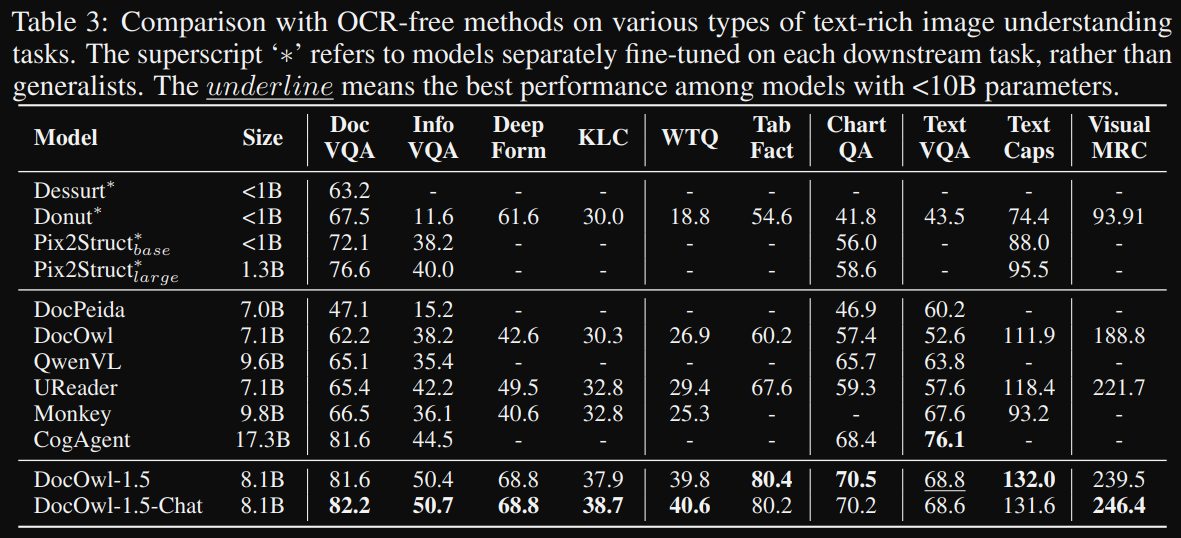 Table 3: Comparison with OCR-free methods on various types of text-rich image understanding
tasks. The superscript ‘∗’ refers to models separately fine-tuned on each downstream task, rather than
generalists. The underline means the best performance among models with <10B parameters.
Model Size Doc VQA Info VQA Deep Form KLC WTQ Tab Fact Chart QA Text VQA Text Caps Visual MRC
Dessurt* <1B 63.2 - - - - - - - - -
Donut* <1B 67.5 11.6 61.6 30.0 18.8 54.6 41.8 43.5 74.4 93.91
Pix2Struct*base <1B 72.1 38.2 - - - - 56.0 - 88.0 -
Pix2Struct*large 1.3B 76.6 40.0 - - - - 58.6 - 95.5 -
DocPeida 7.0B 47.1 15.2 - - - - 46.9 60.2 - -
DocOwl 7.1B 62.2 38.2 42.6 30.3 26.9 60.2 57.4 52.6 111.9 188.8
QwenVL 9.6B 65.1 35.4 - - - - 65.7 63.8 - -
UReader 7.1B 65.4 42.2 49.5 32.8 29.4 67.6 59.3 57.6 118.4 221.7
Monkey 9.8B 66.5 36.1 40.6 32.8 25.3 - - 67.6 93.2 -
CogAgent 17.3B 81.6 44.5 - - - - 68.4 76.1 - -
DocOwl-1.5 8.1B 81.6 50.4 68.8 37.9 39.8 80.4 70.5 68.8 132.0 239.5
DocOwl-1.5-Chat 8.1B 82.2 50.7 68.8 38.7 40.6 80.2 70.2 68.6 131.6 246.4